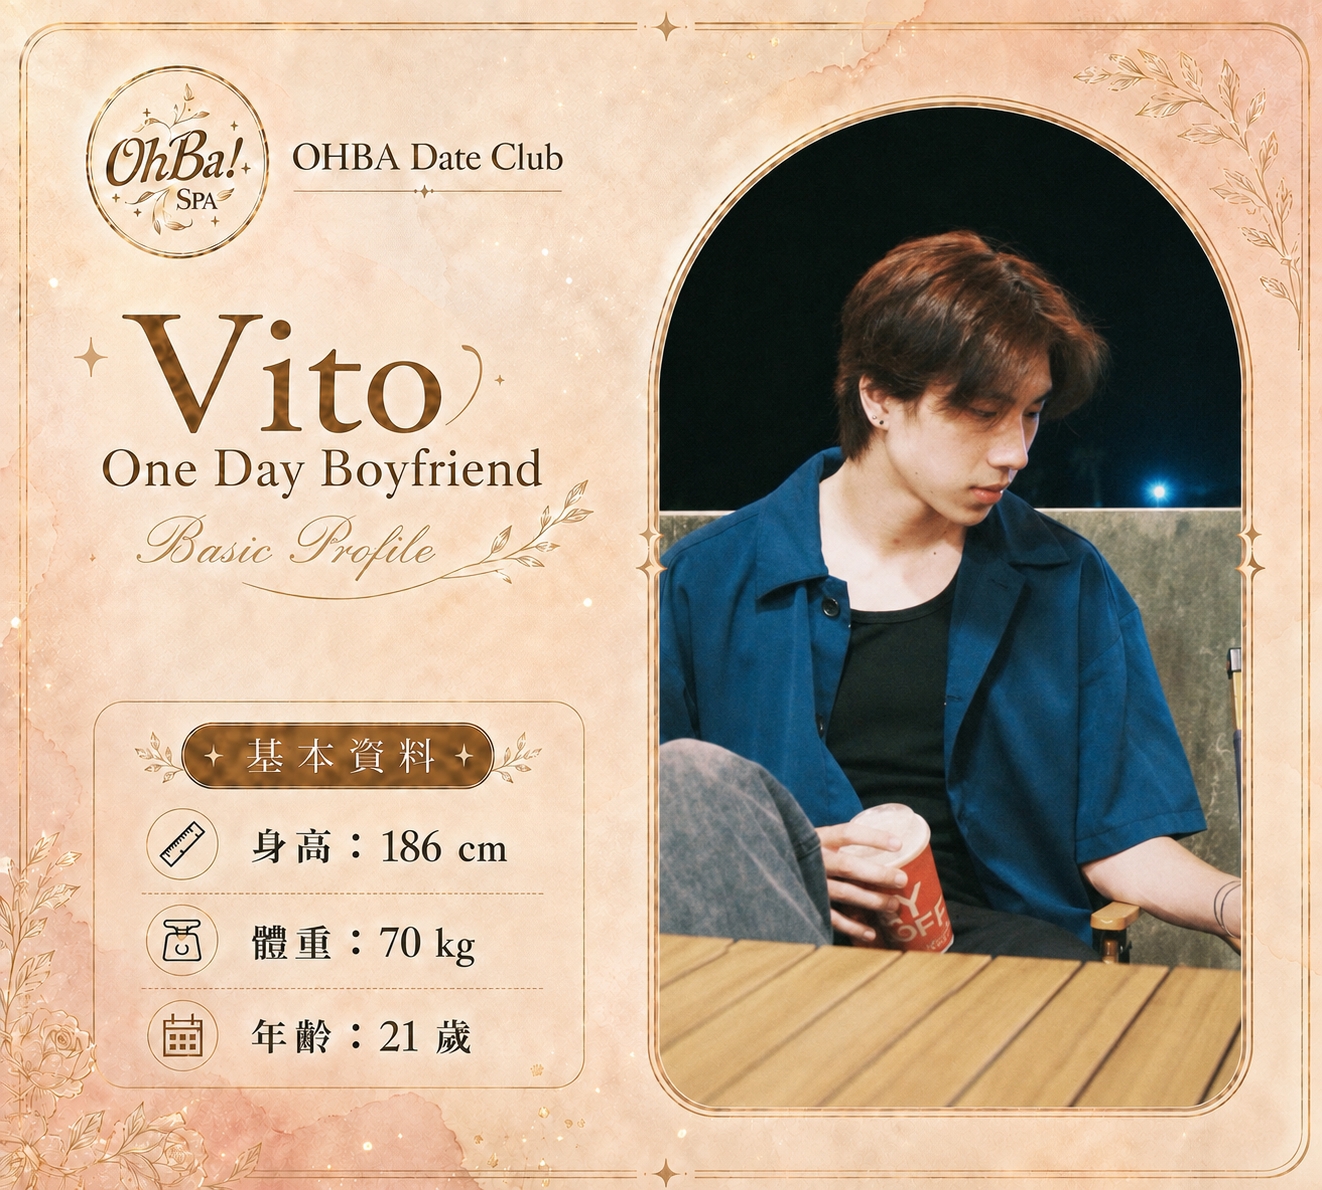 OhBa!
SPA
OHBA Date Club
Vito
One Day Boyfriend
Basic Profile
基本資料
身高：186 cm
體重：70 kg
年齡：21 歲